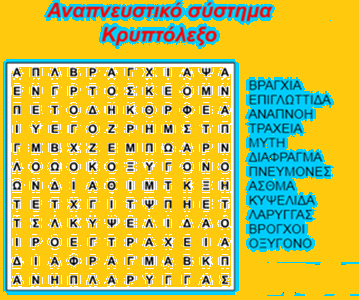 Αναπνευστικό σύστημα
Κρυπτόλεξο
Α Π Λ Β Ρ Α Γ Χ Ι Α Ψ Α
Ε Ν Γ Ρ Τ Ο Σ Κ Ε Ο Μ Ν
Π Ε Τ Ο Δ Η Κ Θ Ρ Φ Ε Α
Ι Υ Ε Γ Ο Ζ Ρ Η Μ Σ Τ Π
Γ Μ Β Χ Ζ Ε Μ Π Ω Α Ρ Ν
Λ Ο Ω Ο Κ Ο Ξ Υ Γ Ο Ν Ο
Ω Ν Δ Ι Α Θ Ι Μ Τ Κ Ξ Η
Τ Ε Τ Χ Γ Ι Τ Ψ Π Η Ε Τ
Τ Σ Λ Κ Υ Ψ Ε Λ Ι Δ Α Ο
Ι Ρ Ο Ε Γ Τ Ρ Α Χ Ε Ι Α
Δ Ι Α Φ Ρ Α Γ Μ Α Β Κ Π
Α Ν Η Π Λ Α Ρ Υ Γ Γ Α Σ
ΒΡΑΓΧΙΑ
ΕΠΙΓΛΩΤΤΙΔΑ
ΑΝΑΠΝΟΗ
ΤΡΑΧΕΙΑ
ΜΥΤΗ
ΔΙΑΦΡΑΓΜΑ
ΠΝΕΥΜΟΝΕΣ
ΑΣΘΜΑ
ΚΥΨΕΛΙΔΑ
ΛΑΡΥΓΓΑΣ
ΒΡΟΓΧΟΙ
ΟΞΥΓΟΝΟ